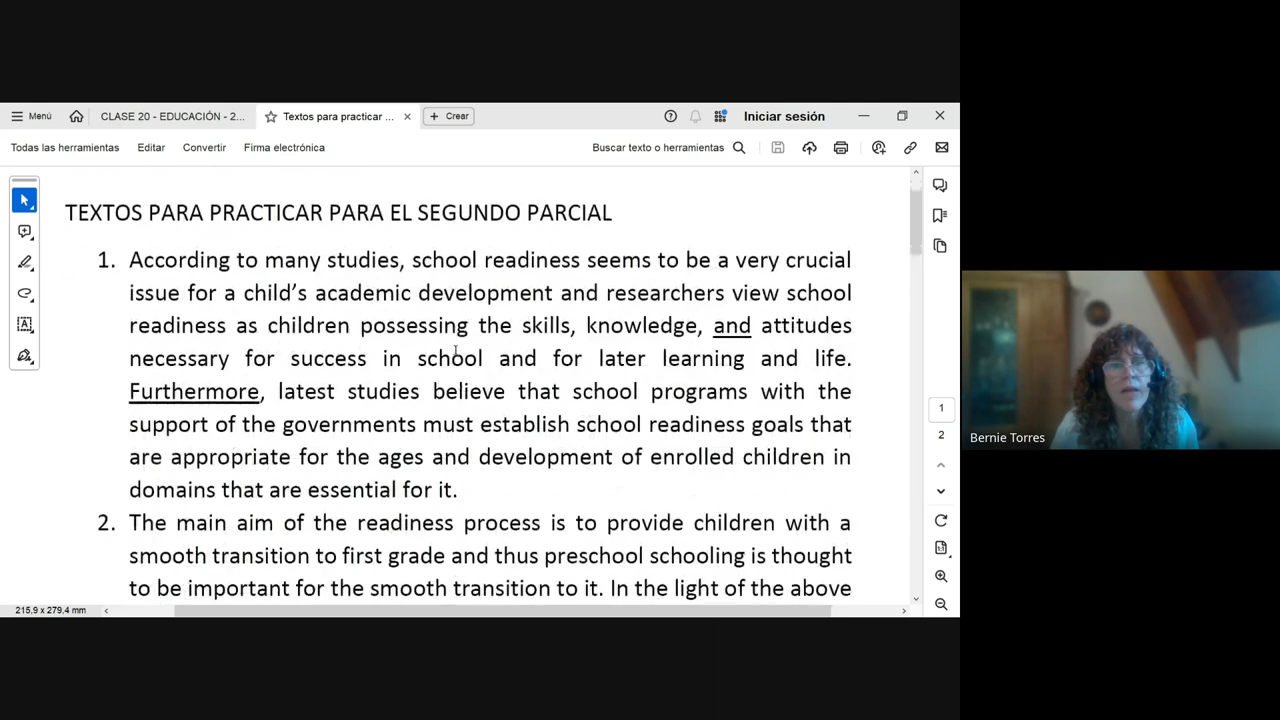 Menú
CLASE 20 - EDUCACIÓN - 2...
Textos para practicar ...
Crear
Iniciar sesión
Todas las herramientas
Editar
Convertir
Firma electrónica
Buscar texto o herramientas
TEXTOS PARA PRACTICAR PARA EL SEGUNDO PARCIAL
1. According to many studies, school readiness seems to be a very crucial
issue for a child’s academic development and researchers view school
readiness as children possessing the skills, knowledge, and attitudes
necessary for success in school and for later learning and life.
Furthermore, latest studies believe that school programs with the
support of the governments must establish school readiness goals that
are appropriate for the ages and development of enrolled children in
domains that are essential for it.
2. The main aim of the readiness process is to provide children with a
smooth transition to first grade and thus preschool schooling is thought
to be important for the smooth transition to it. In the light of the above
1
2
215,9 x 279,4 mm
Bernie Torres